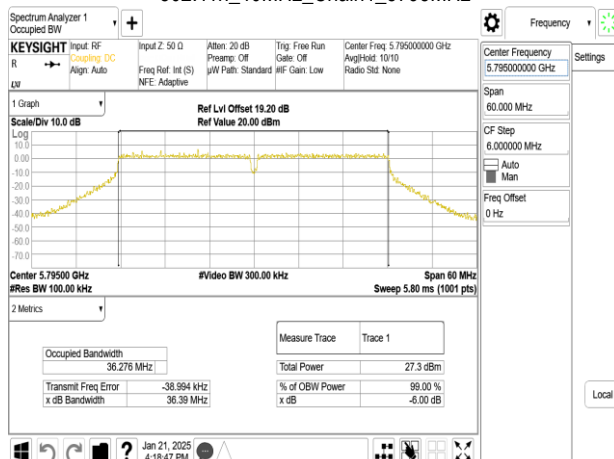 Spectrum Analyzer 1
Occupied BW
Frequency
KEYSIGHT
R
LXI
Input: RF
Coupling: DC
Align: Auto
Input Z: 50 Ω
Freq Ref: Int (S)
NFE: Adaptive
Atten: 20 dB
Preamp: Off
µW Path: Standard
Trig: Free Run
Gate: Off
#IF Gain: Low
Center Freq: 5.795000000 GHz
Avg|Hold: 10/10
Radio Std: None
Center Frequency
5.795000000 GHz
Settings
Span
60.000 MHz
CF Step
6.000000 MHz
Auto
Man
Freq Offset
0 Hz
Local
1 Graph
Scale/Div 10.0 dB
Ref Lvl Offset 19.20 dB
Ref Value 20.00 dBm
Log
10.0
0.00
-10.0
-20.0
-30.0
-40.0
-50.0
-60.0
-70.0
Center 5.79500 GHz
#Video BW 300.00 kHz
Span 60 MHz
#Res BW 100.00 kHz
Sweep 5.80 ms (1001 pts)
2 Metrics
Measure Trace Trace 1
Occupied Bandwidth
36.276 MHz
Total Power 27.3 dBm
Transmit Freq Error -38.994 kHz
% of OBW Power 99.00 %
x dB Bandwidth 36.39 MHz
x dB -6.00 dB
Jan 21, 2025
4:18:47 PM